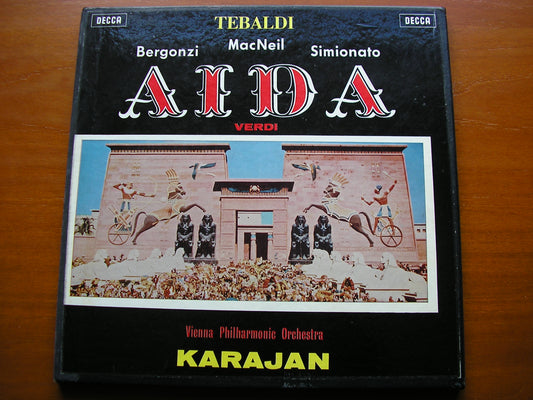 DECCA
TEBALDI
DECCA
Bergonzi MacNeil Simionato
AIDA
VERDI
Vienna Philharmonic Orchestra
KARAJAN